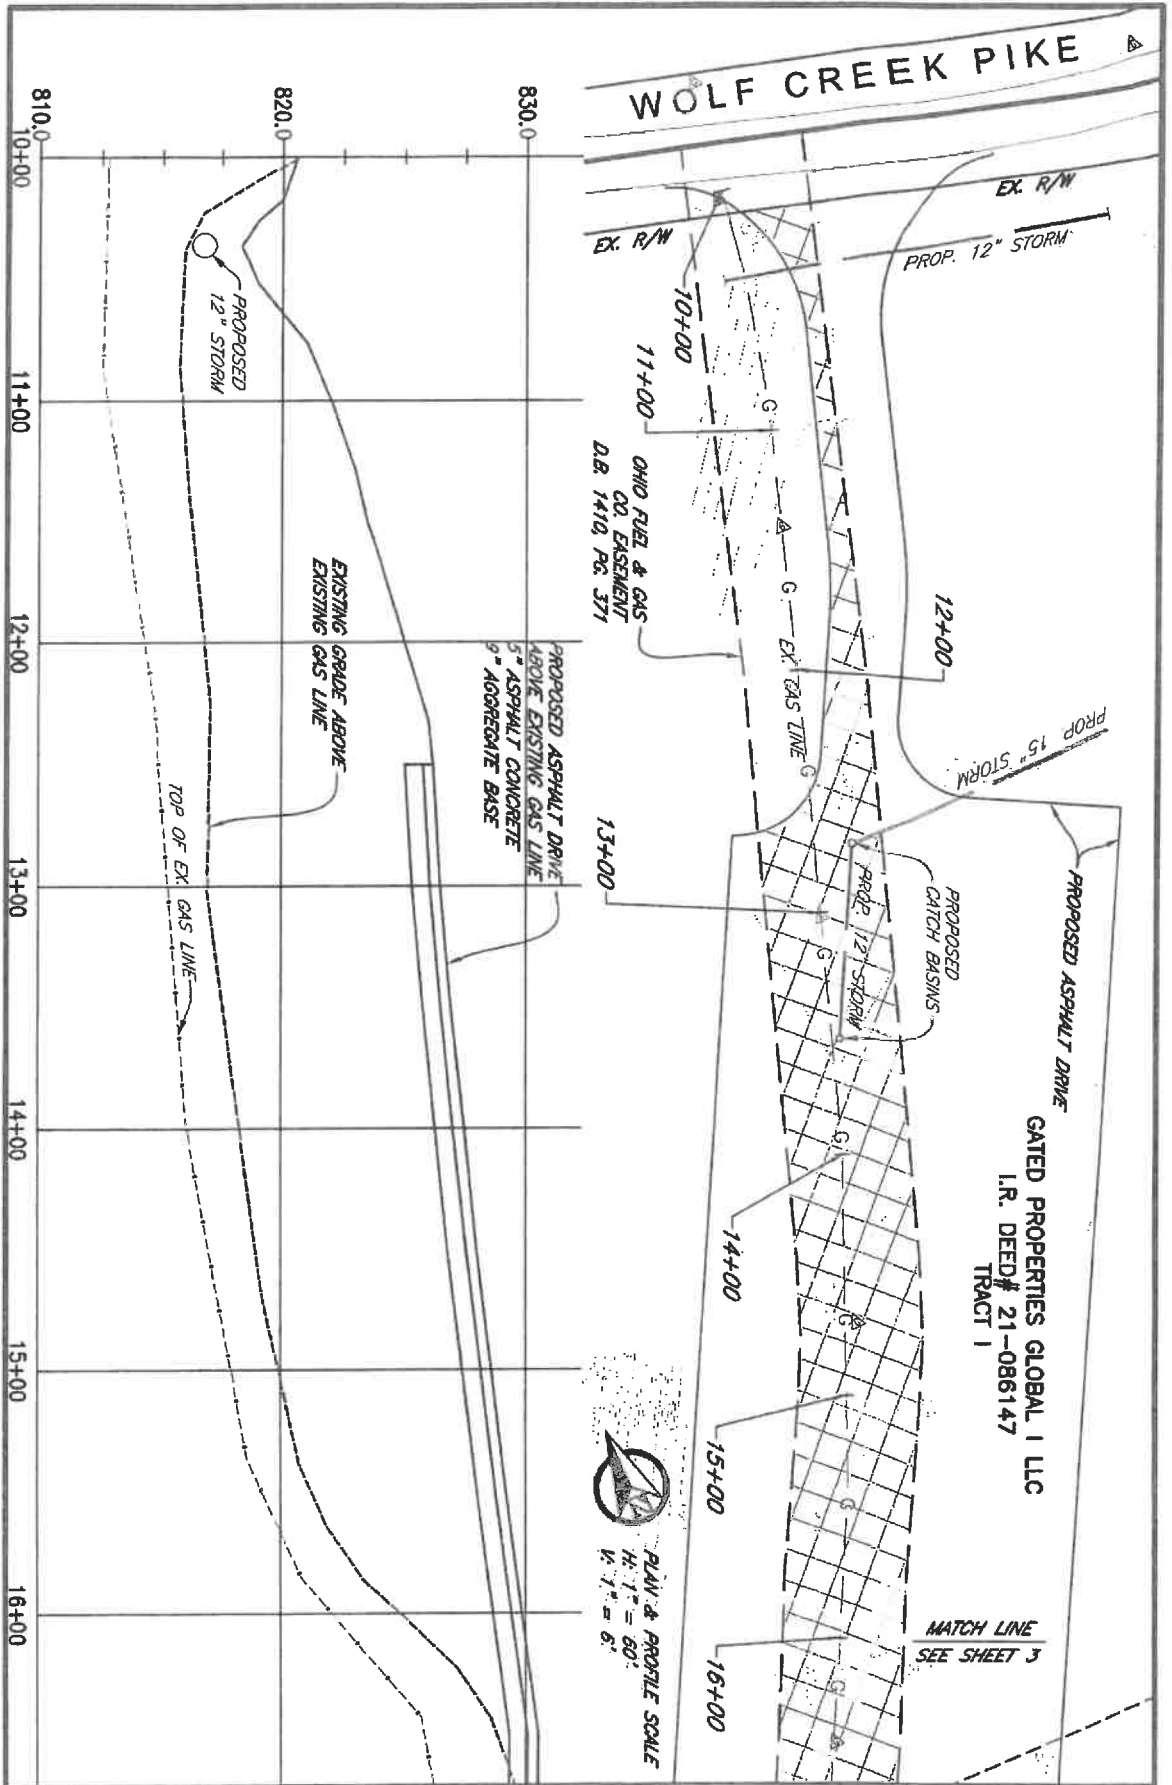 WOLF CREEK PIKE
EX. R/W
EX. R/W
PROP. 12" STORM
10+00
11+00
12+00
13+00
14+00
15+00
16+00
OHIO FUEL & GAS
CO. EASEMENT
D.B. 1410, PG. 371
G
G
EX. GAS LINE
G
G
G
G
G
G
PROP 15" STORM
PROP. 12" STORM
PROPOSED
CATCH BASINS
PROPOSED ASPHALT DRIVE
GATED PROPERTIES GLOBAL I LLC
I.R. DEED# 21-086147
TRACT I
MATCH LINE
SEE SHEET 3
PLAN & PROFILE SCALE
H: 1" = 60'
V: 1" = 6'
830.0
820.0
810.0
PROPOSED
12" STORM
PROPOSED ASPHALT DRIVE
ABOVE EXISTING GAS LINE
5" ASPHALT CONCRETE
9" AGGREGATE BASE
EXISTING GRADE ABOVE
EXISTING GAS LINE
TOP OF EX. GAS LINE
10+00
11+00
12+00
13+00
14+00
15+00
16+00